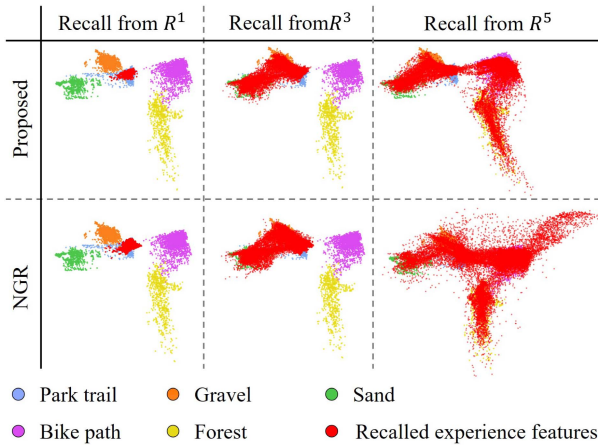 Recall from R¹ Recall fromR³ Recall from R⁵
Proposed
NGR
Park trail Gravel Sand
Bike path Forest Recalled experience features